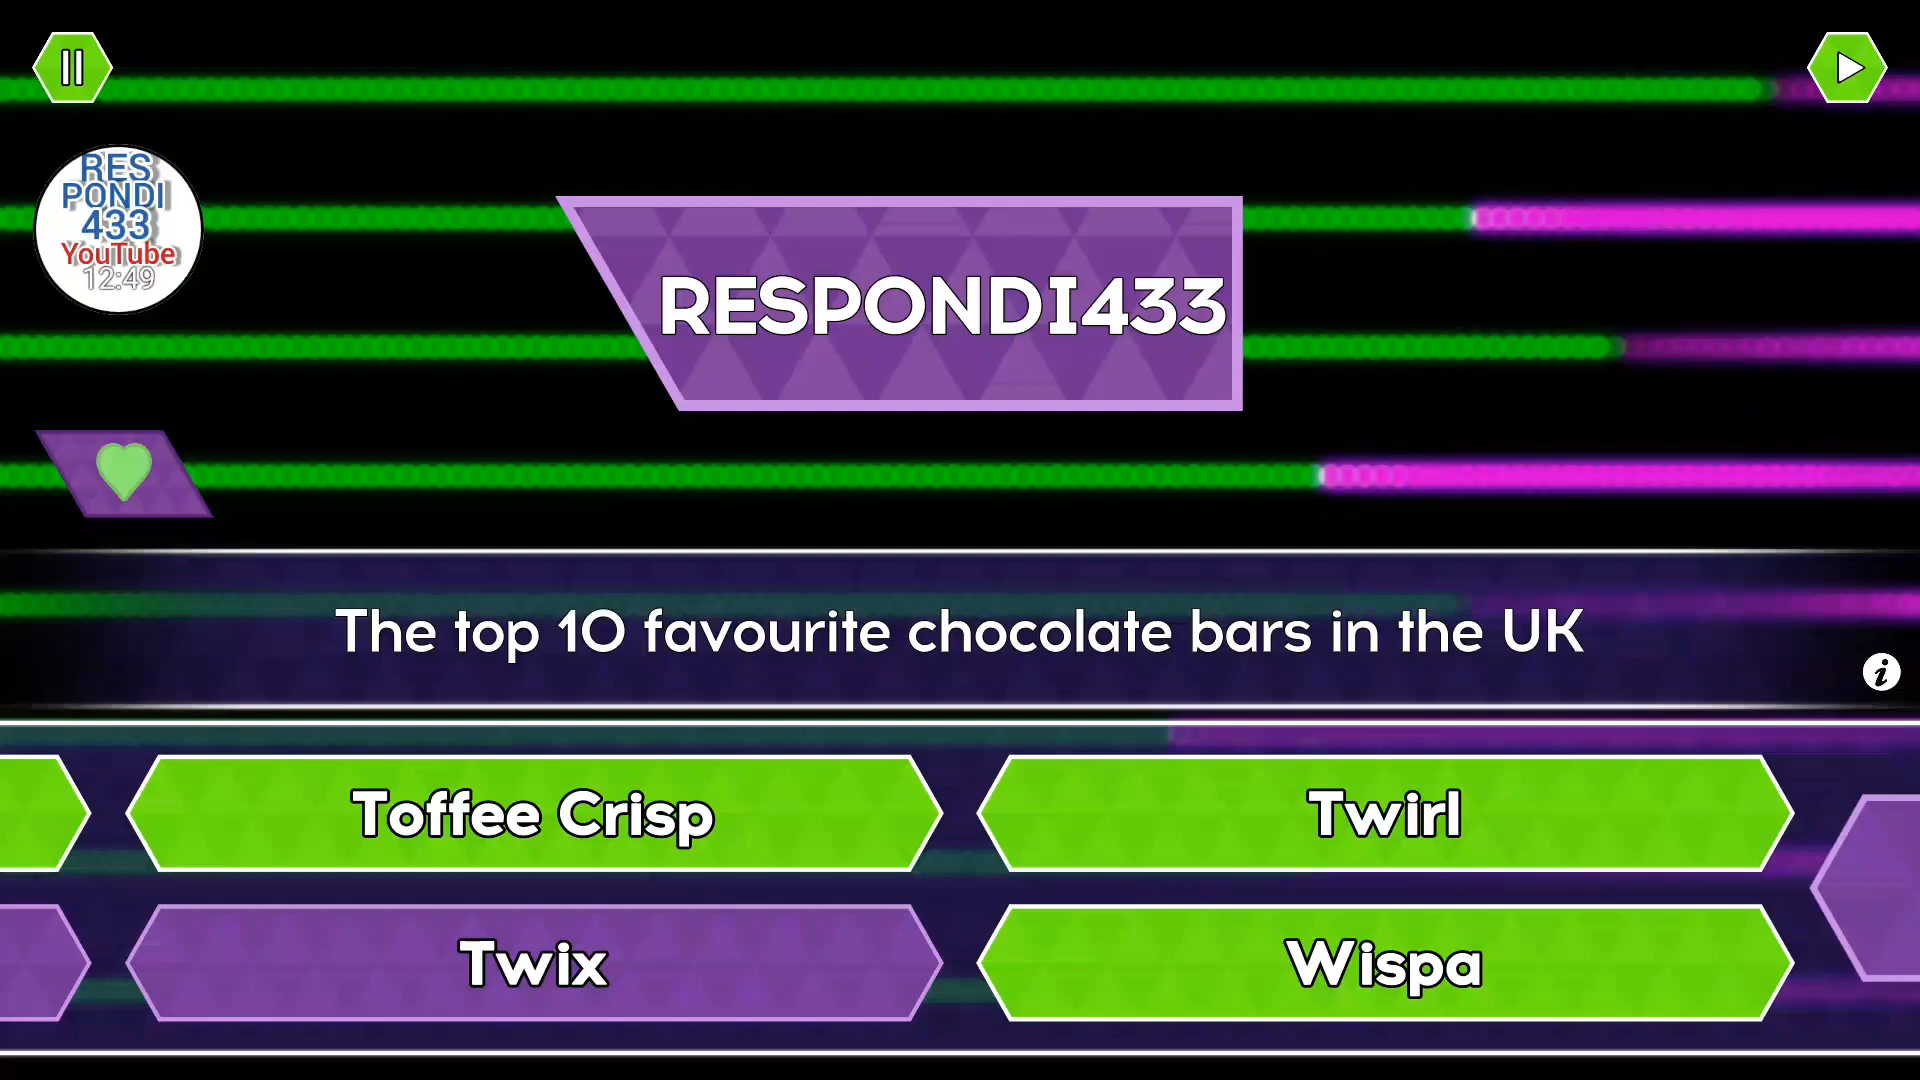 RES
PONDI
433
YouTube
12:49
RESPONDI433
The top 10 favourite chocolate bars in the UK
i
Toffee Crisp
Twirl
Twix
Wispa